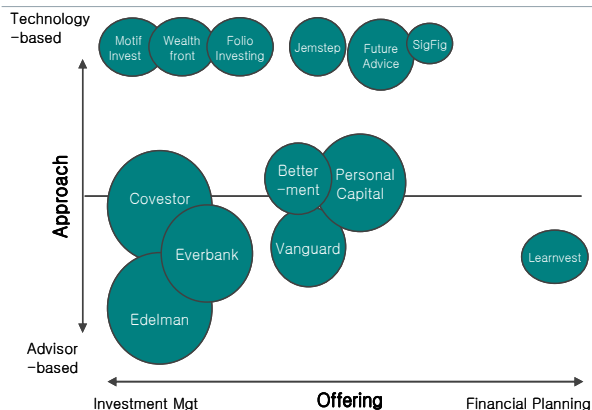 Technology
-based
Motif
Invest
Wealth
front
Folio
Investing
Jemstep
Future
Advice
SigFig
Approach
Covestor
Better
-ment
Personal
Capital
Everbank
Vanguard
Learnvest
Edelman
Advisor
-based
Investment Mgt
Offering
Financial Planning